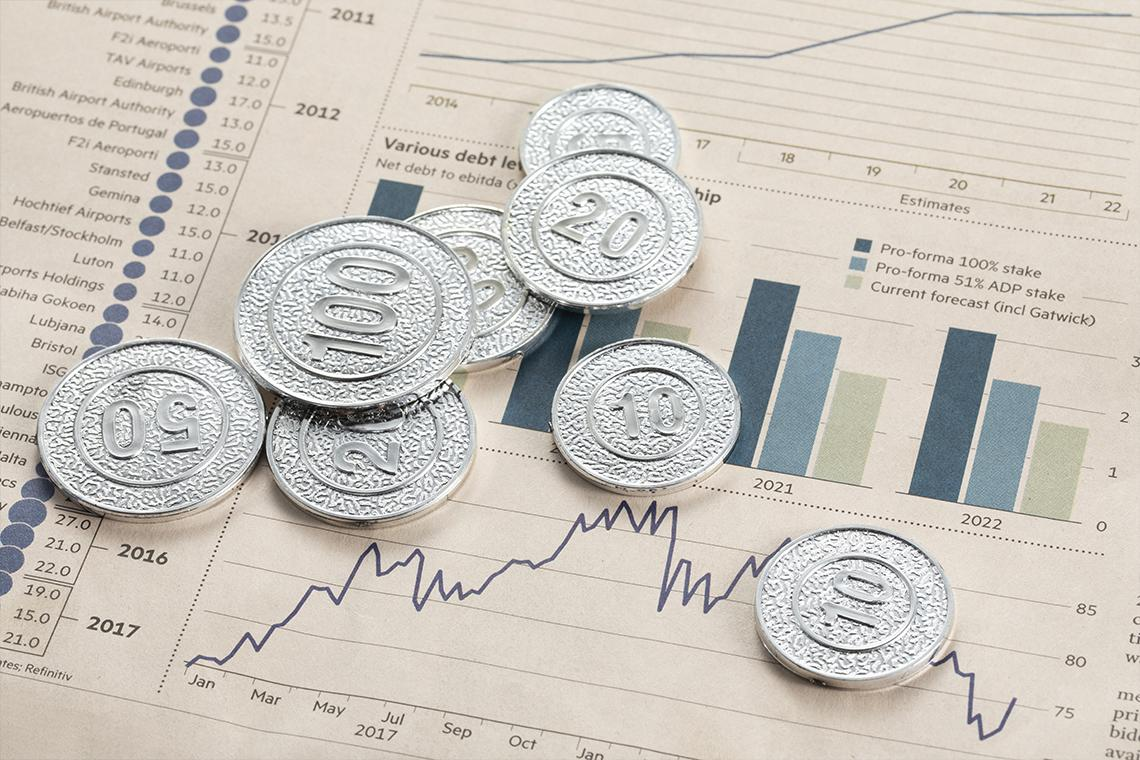 Brussels
British Airport Authority 13.5
F2i Aeroporti 15.0
TAV Airports 11.0
Edinburgh 12.0
British Airport Authority 17.0
Aeropuertos de Portugal 13.0
F2i Aeroporti 15.0
Stansted 13.0
Gemina 15.0
Hochtief Airports 12.0
Belfast/Stockholm 15.0
Luton 11.0
Airports Holdings 11.0
Sabiha Gokoen 12.0
Lubjana 14.0
Bristol
ISG
Malta
27.0
21.0
22.0
19.0
15.0
21.0
2011
2012
201
2016
2017
Refinitiv
2014
17
18
19
20
21
22
Estimates
Various debt
Net debt to ebitda
Pro-forma 100% stake
Pro-forma 51% ADP stake
Current forecast (incl Gatwick)
3
2
1
0
2021
2022
85
80
75
Jan
Mar
May
Jul
2017
Sep
Oct
Jan
20
100
50
2
10
10